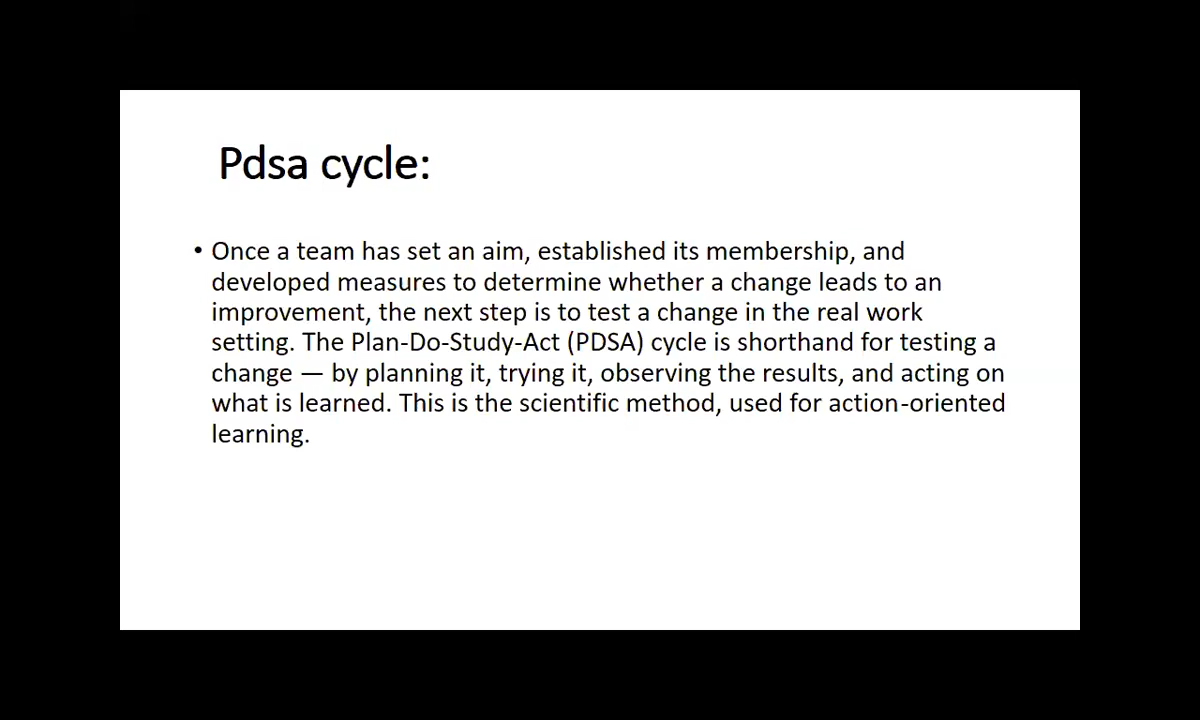 Pdsa cycle:
• Once a team has set an aim, established its membership, and
developed measures to determine whether a change leads to an
improvement, the next step is to test a change in the real work
setting. The Plan-Do-Study-Act (PDSA) cycle is shorthand for testing a
change — by planning it, trying it, observing the results, and acting on
what is learned. This is the scientific method, used for action-oriented
learning.